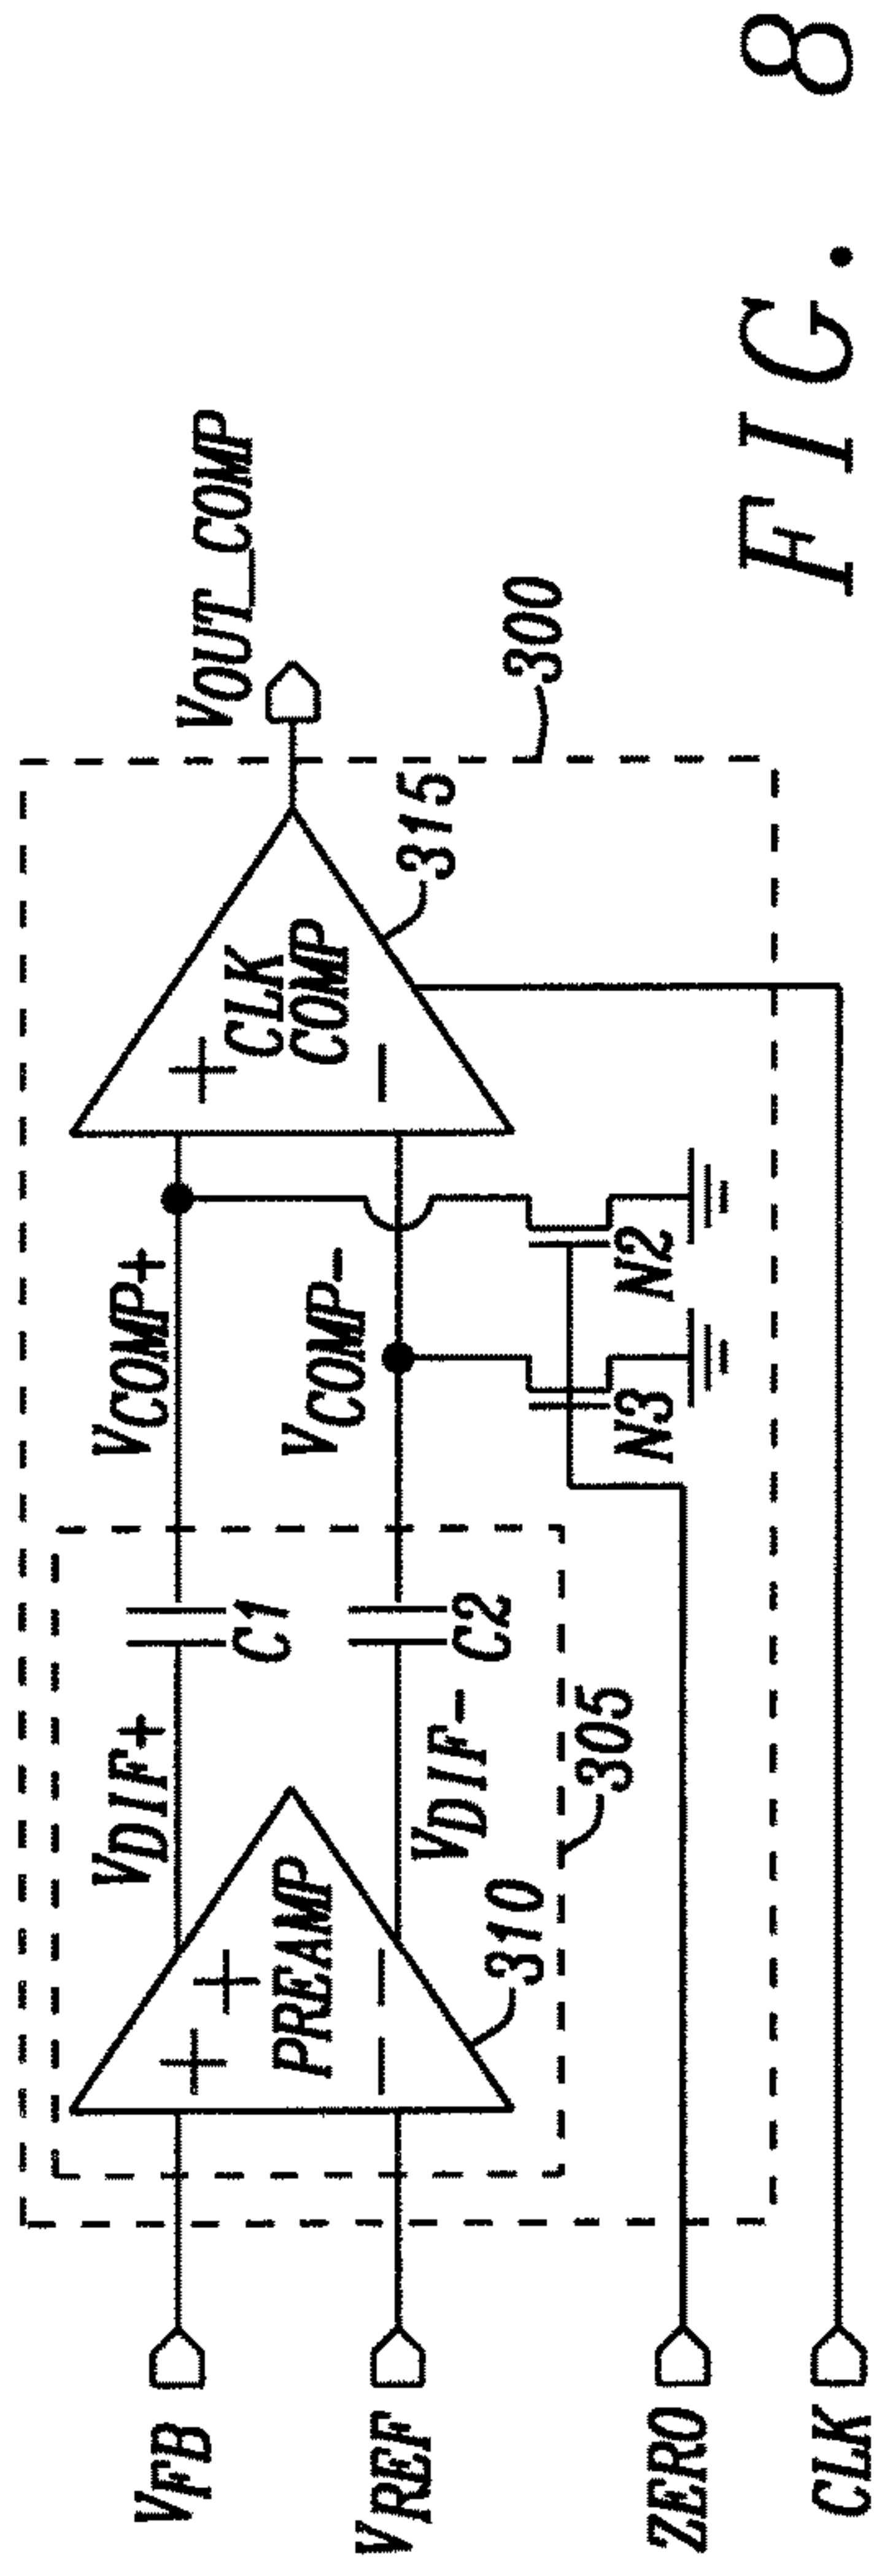 VFB
VREF
ZERO
CLK
+
+
PREAMP
−
−
310
305
VDIF+
VDIF−
C1
C2
VCOMP+
VCOMP−
N3
N2
+
CLK
COMP
−
315
300
VOUT_COMP
FIG. 8